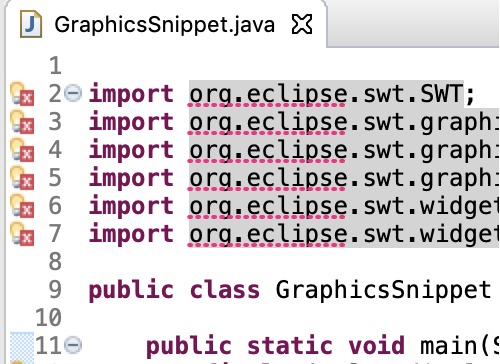 GraphicsSnippet.java
1
2 import org.eclipse.swt.SWT;
3 import org.eclipse.swt.graphi
4 import org.eclipse.swt.graphi
5 import org.eclipse.swt.graphi
6 import org.eclipse.swt.widget
7 import org.eclipse.swt.widget
8
9 public class GraphicsSnippet
10
11 public static void main(S